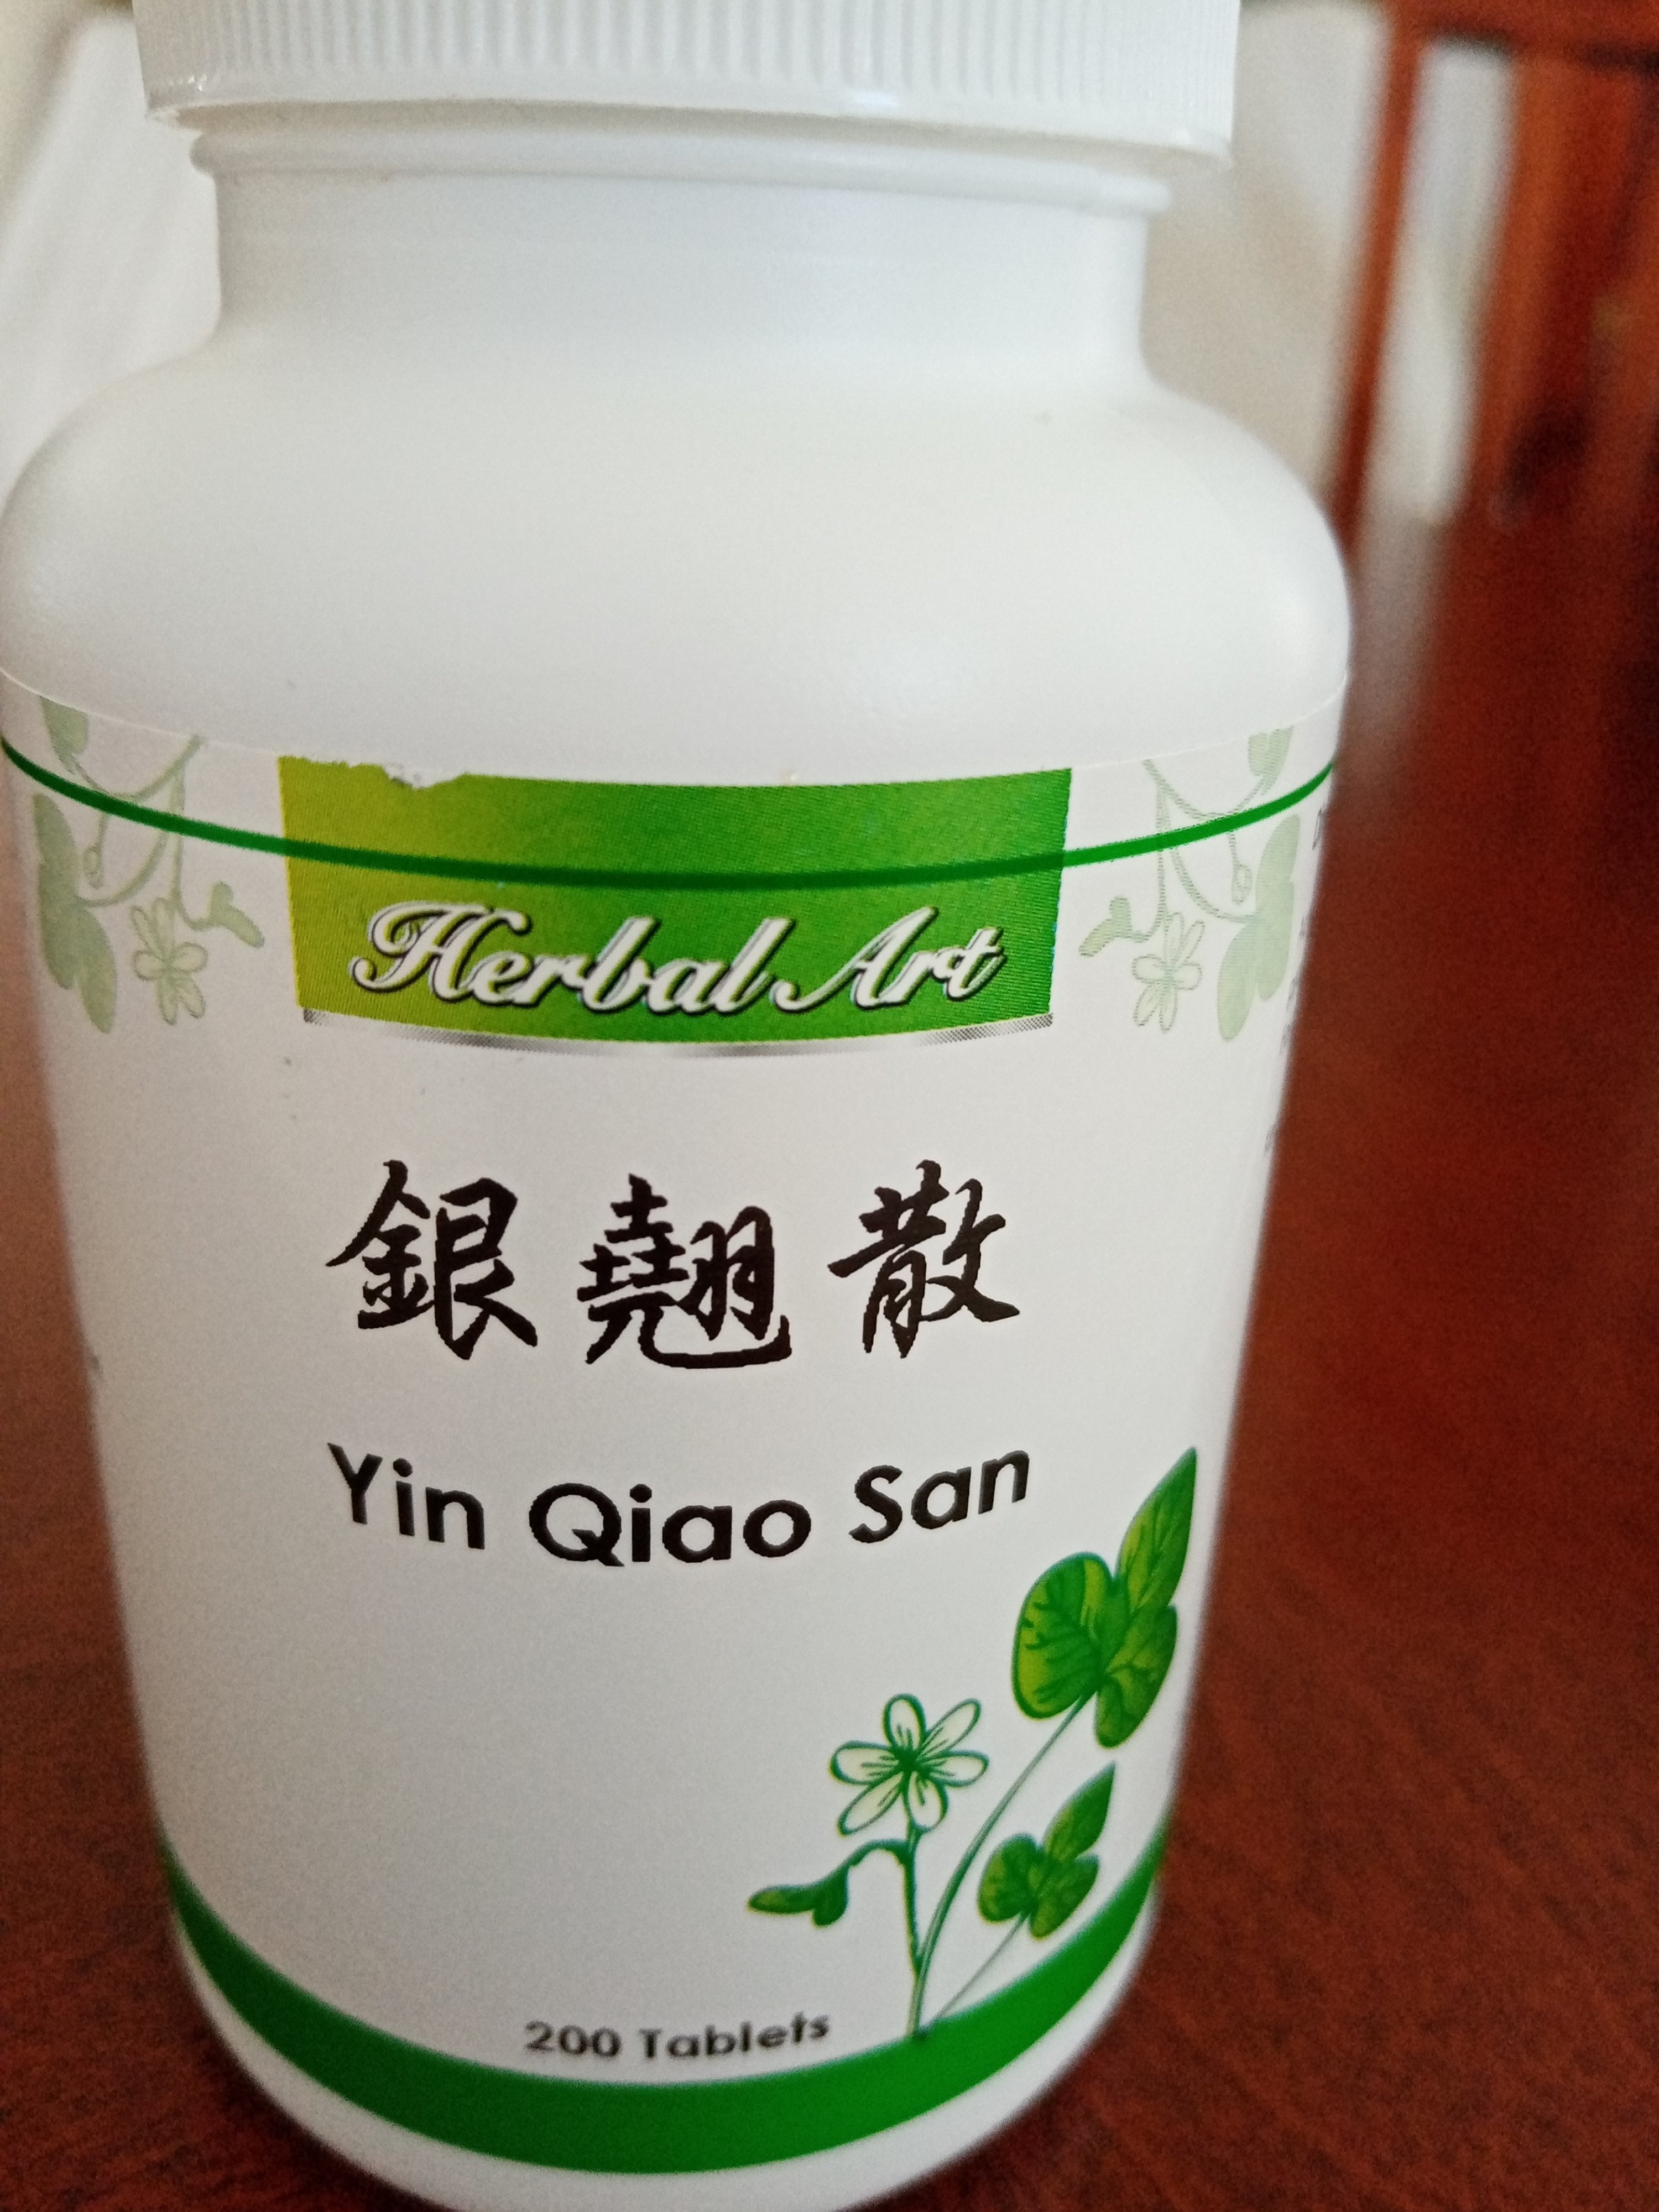 Herbal Art
銀翹散
Yin Qiao San
200 Tablets